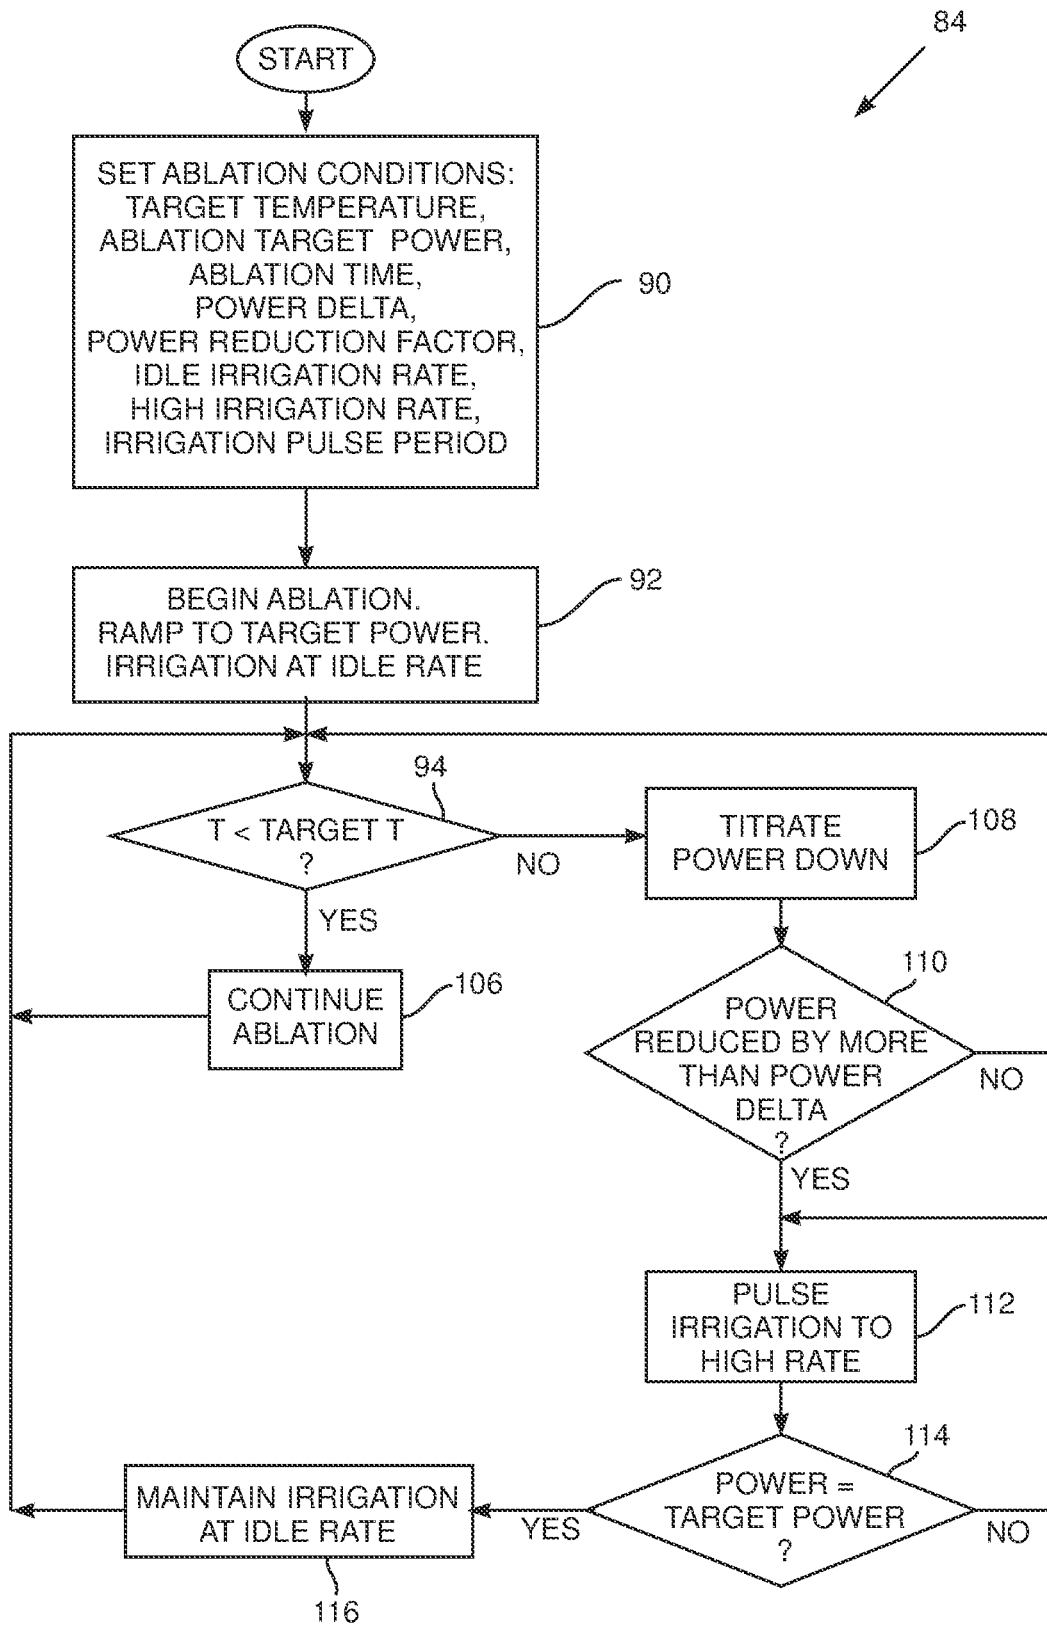 84
START
SET ABLATION CONDITIONS:
TARGET TEMPERATURE,
ABLATION TARGET POWER,
ABLATION TIME,
POWER DELTA,
POWER REDUCTION FACTOR,
IDLE IRRIGATION RATE,
HIGH IRRIGATION RATE,
IRRIGATION PULSE PERIOD
90
BEGIN ABLATION.
RAMP TO TARGET POWER.
IRRIGATION AT IDLE RATE
92
94
T < TARGET T
?
NO
YES
TITRATE
POWER DOWN
108
CONTINUE
ABLATION
106
110
POWER
REDUCED BY MORE
THAN POWER
DELTA
?
NO
YES
PULSE
IRRIGATION TO
HIGH RATE
112
114
POWER =
TARGET POWER
?
NO
YES
MAINTAIN IRRIGATION
AT IDLE RATE
116